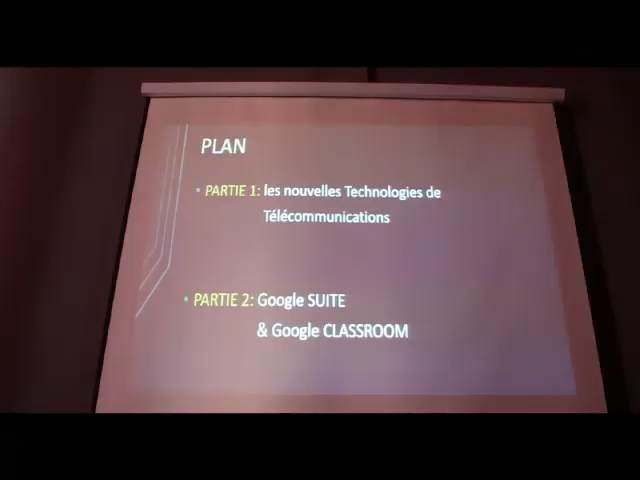 PLAN
• PARTIE 1: les nouvelles Technologies de
Télécommunications
• PARTIE 2: Google SUITE
& Google CLASSROOM